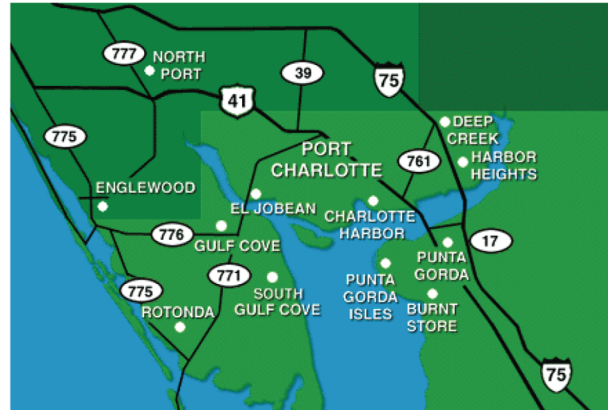 777
NORTH
PORT
39
75
41
775
DEEP
CREEK
PORT
CHARLOTTE
761
HARBOR
HEIGHTS
ENGLEWOOD
EL JOBEAN
CHARLOTTE
HARBOR
776
GULF COVE
17
PUNTA
GORDA
771
775
SOUTH
GULF COVE
PUNTA
GORDA
ISLES
BURNT
STORE
ROTONDA
75